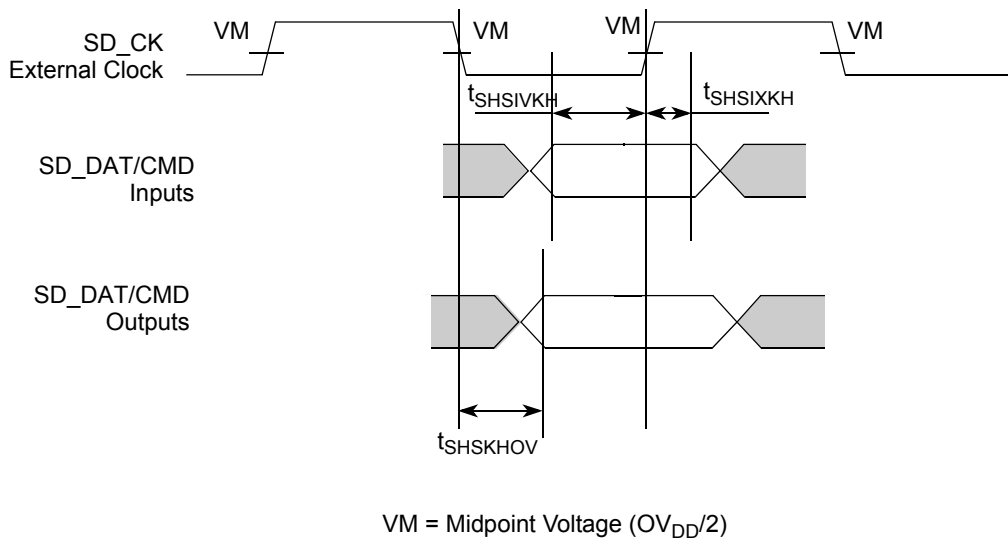 SD_CK
External Clock
VM
VM
VM
VM
tSHSIVKH
tSHSIXKH
SD_DAT/CMD
Inputs
SD_DAT/CMD
Outputs
tSHSKHOV
VM = Midpoint Voltage (OVDD/2)